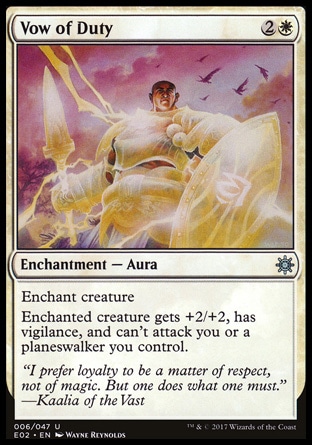 Vow of Duty 2
Enchantment — Aura
Enchant creature
Enchanted creature gets +2/+2, has
vigilance, and can't attack you or a
planeswalker you control.
“I prefer loyalty to be a matter of respect,
not of magic. But one does what one must.”
—Kaalia of the Vast
006/047 U
E02 • EN Wayne Reynolds ™ & © 2017 Wizards of the Coast